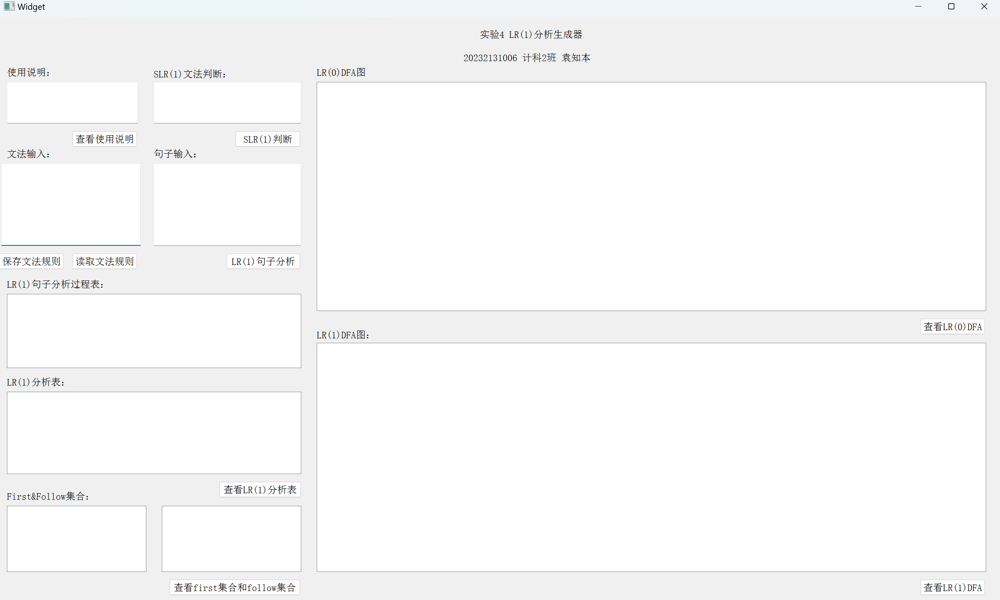 Widget
实验4 LR(1)分析生成器
20232131006 计科2班 袁知本
使用说明：
SLR(1)文法判断：
LR(0)DFA图
查看使用说明
SLR(1)判断
文法输入：
句子输入：
保存文法规则
读取文法规则
LR(1)句子分析
LR(1)句子分析过程表：
查看LR(0)DFA
LR(1)DFA图：
LR(1)分析表：
查看LR(1)分析表
First&Follow集合：
查看first集合和follow集合
查看LR(1)DFA